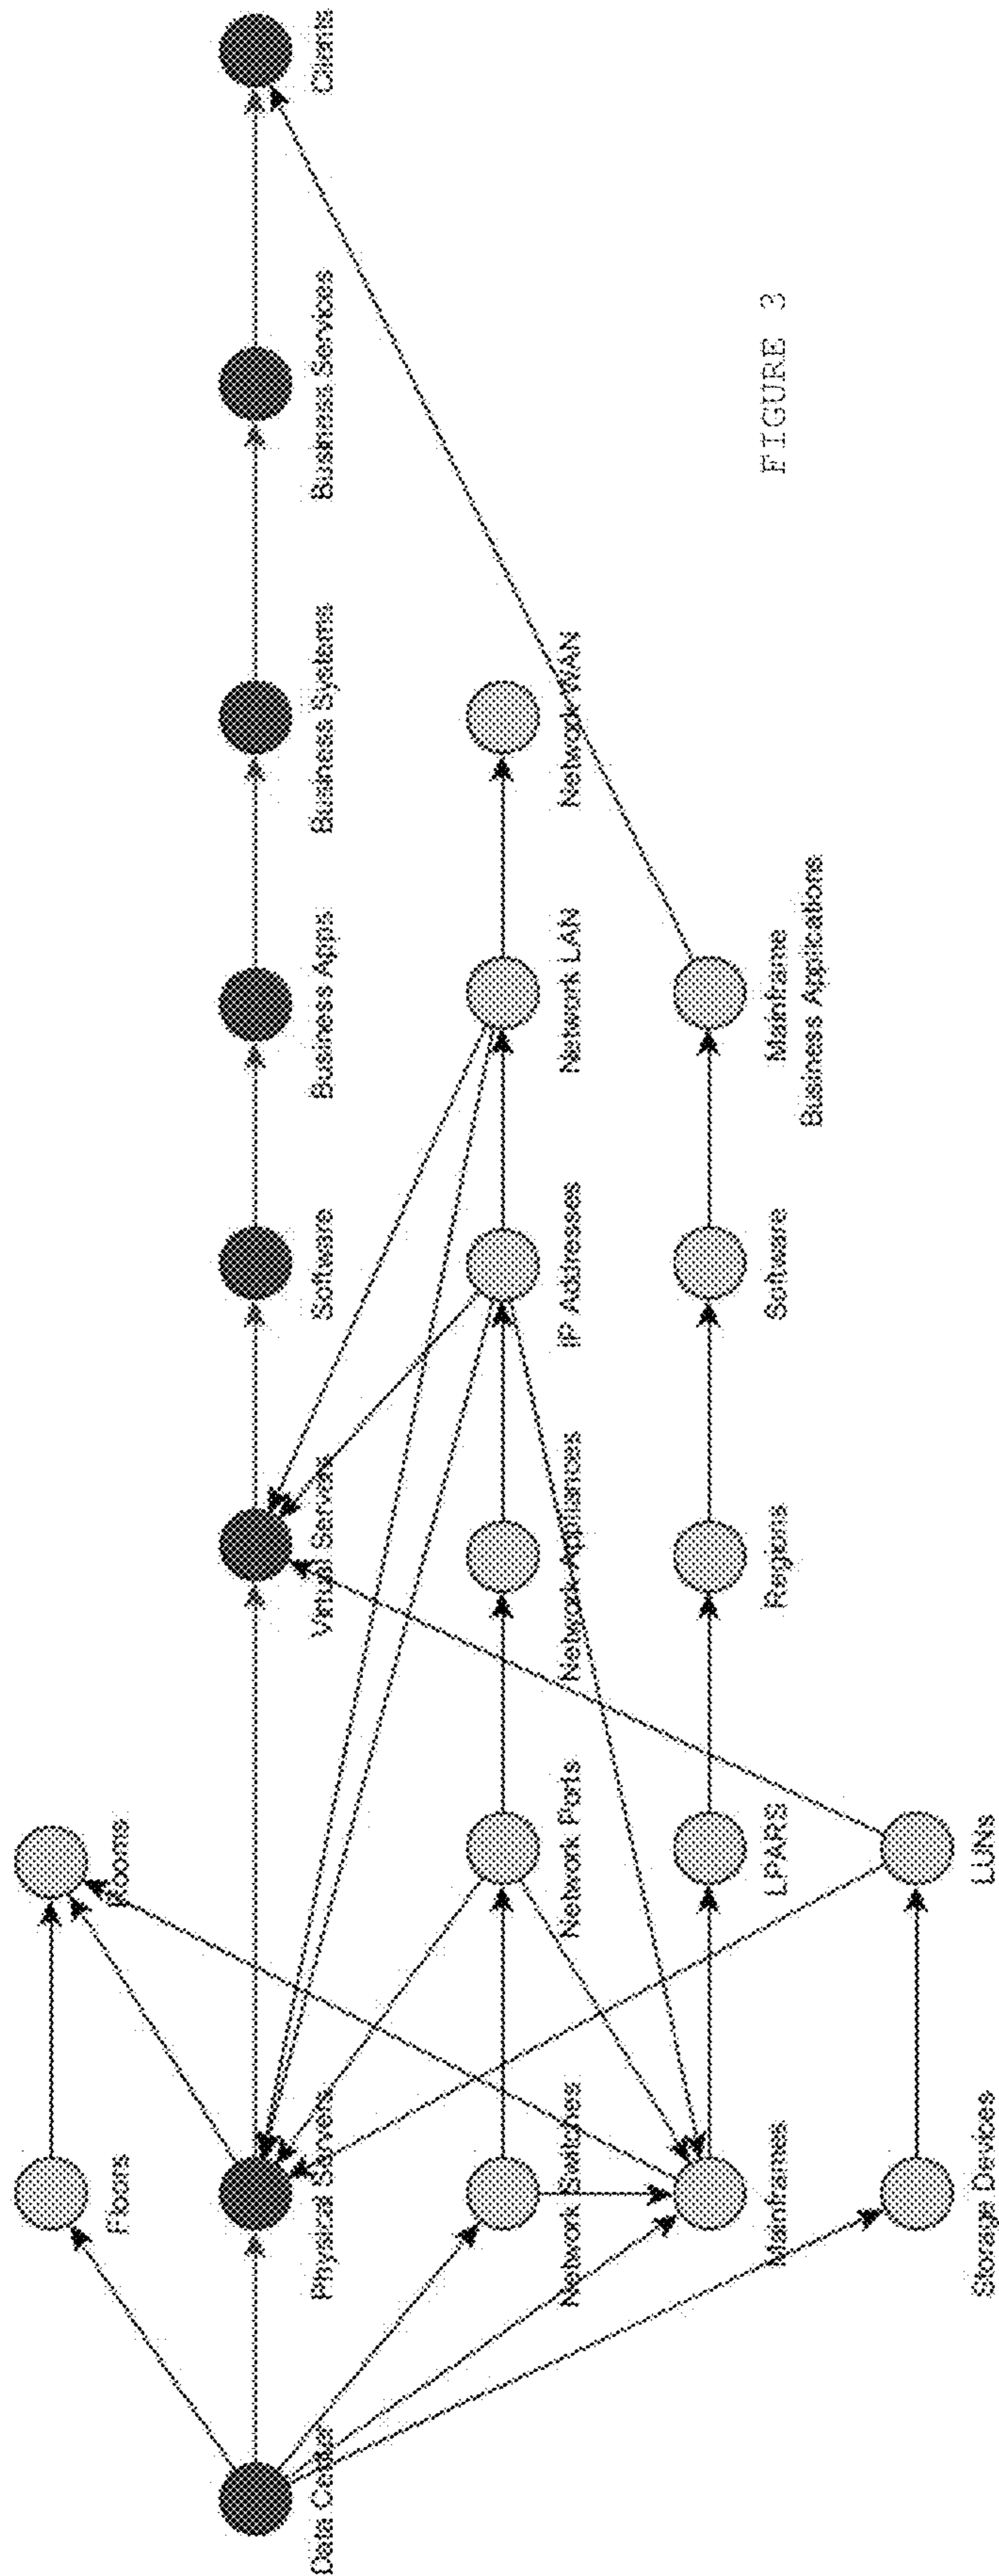 Floors
Rooms
Data Center
Physical Servers
Virtual Servers
Software
Business Apps
Business Systems
Business Services
Clients
Network Switches
Network Ports
Network Appliances
IP Addresses
Network LAN
Network WAN
Mainframes
LPARS
Regions
Software
Mainframe
Business Applications
Storage Devices
LUNs
FIGURE 3